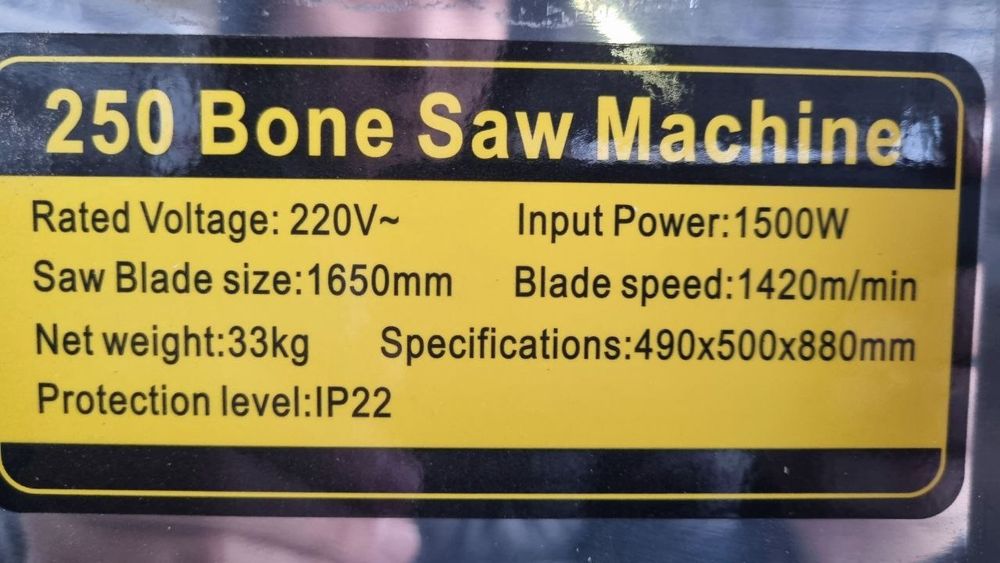 250 Bone Saw Machine
Rated Voltage: 220V~ Input Power:1500W
Saw Blade size:1650mm Blade speed:1420m/min
Net weight:33kg Specifications:490x500x880mm
Protection level:IP22